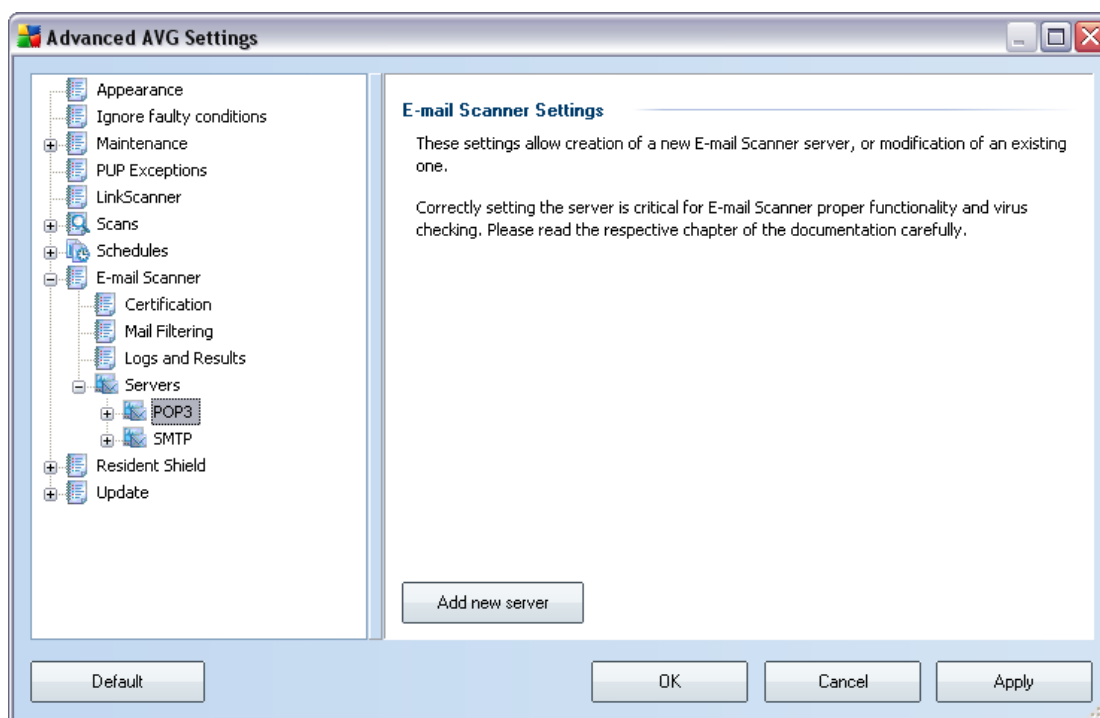 Advanced AVG Settings
Appearance
Ignore faulty conditions
Maintenance
PUP Exceptions
LinkScanner
Scans
Schedules
E-mail Scanner
Certification
Mail Filtering
Logs and Results
Servers
POP3
SMTP
Resident Shield
Update
E-mail Scanner Settings
These settings allow creation of a new E-mail Scanner server, or modification of an existing
one.
Correctly setting the server is critical for E-mail Scanner proper functionality and virus
checking. Please read the respective chapter of the documentation carefully.
Add new server
Default
OK
Cancel
Apply